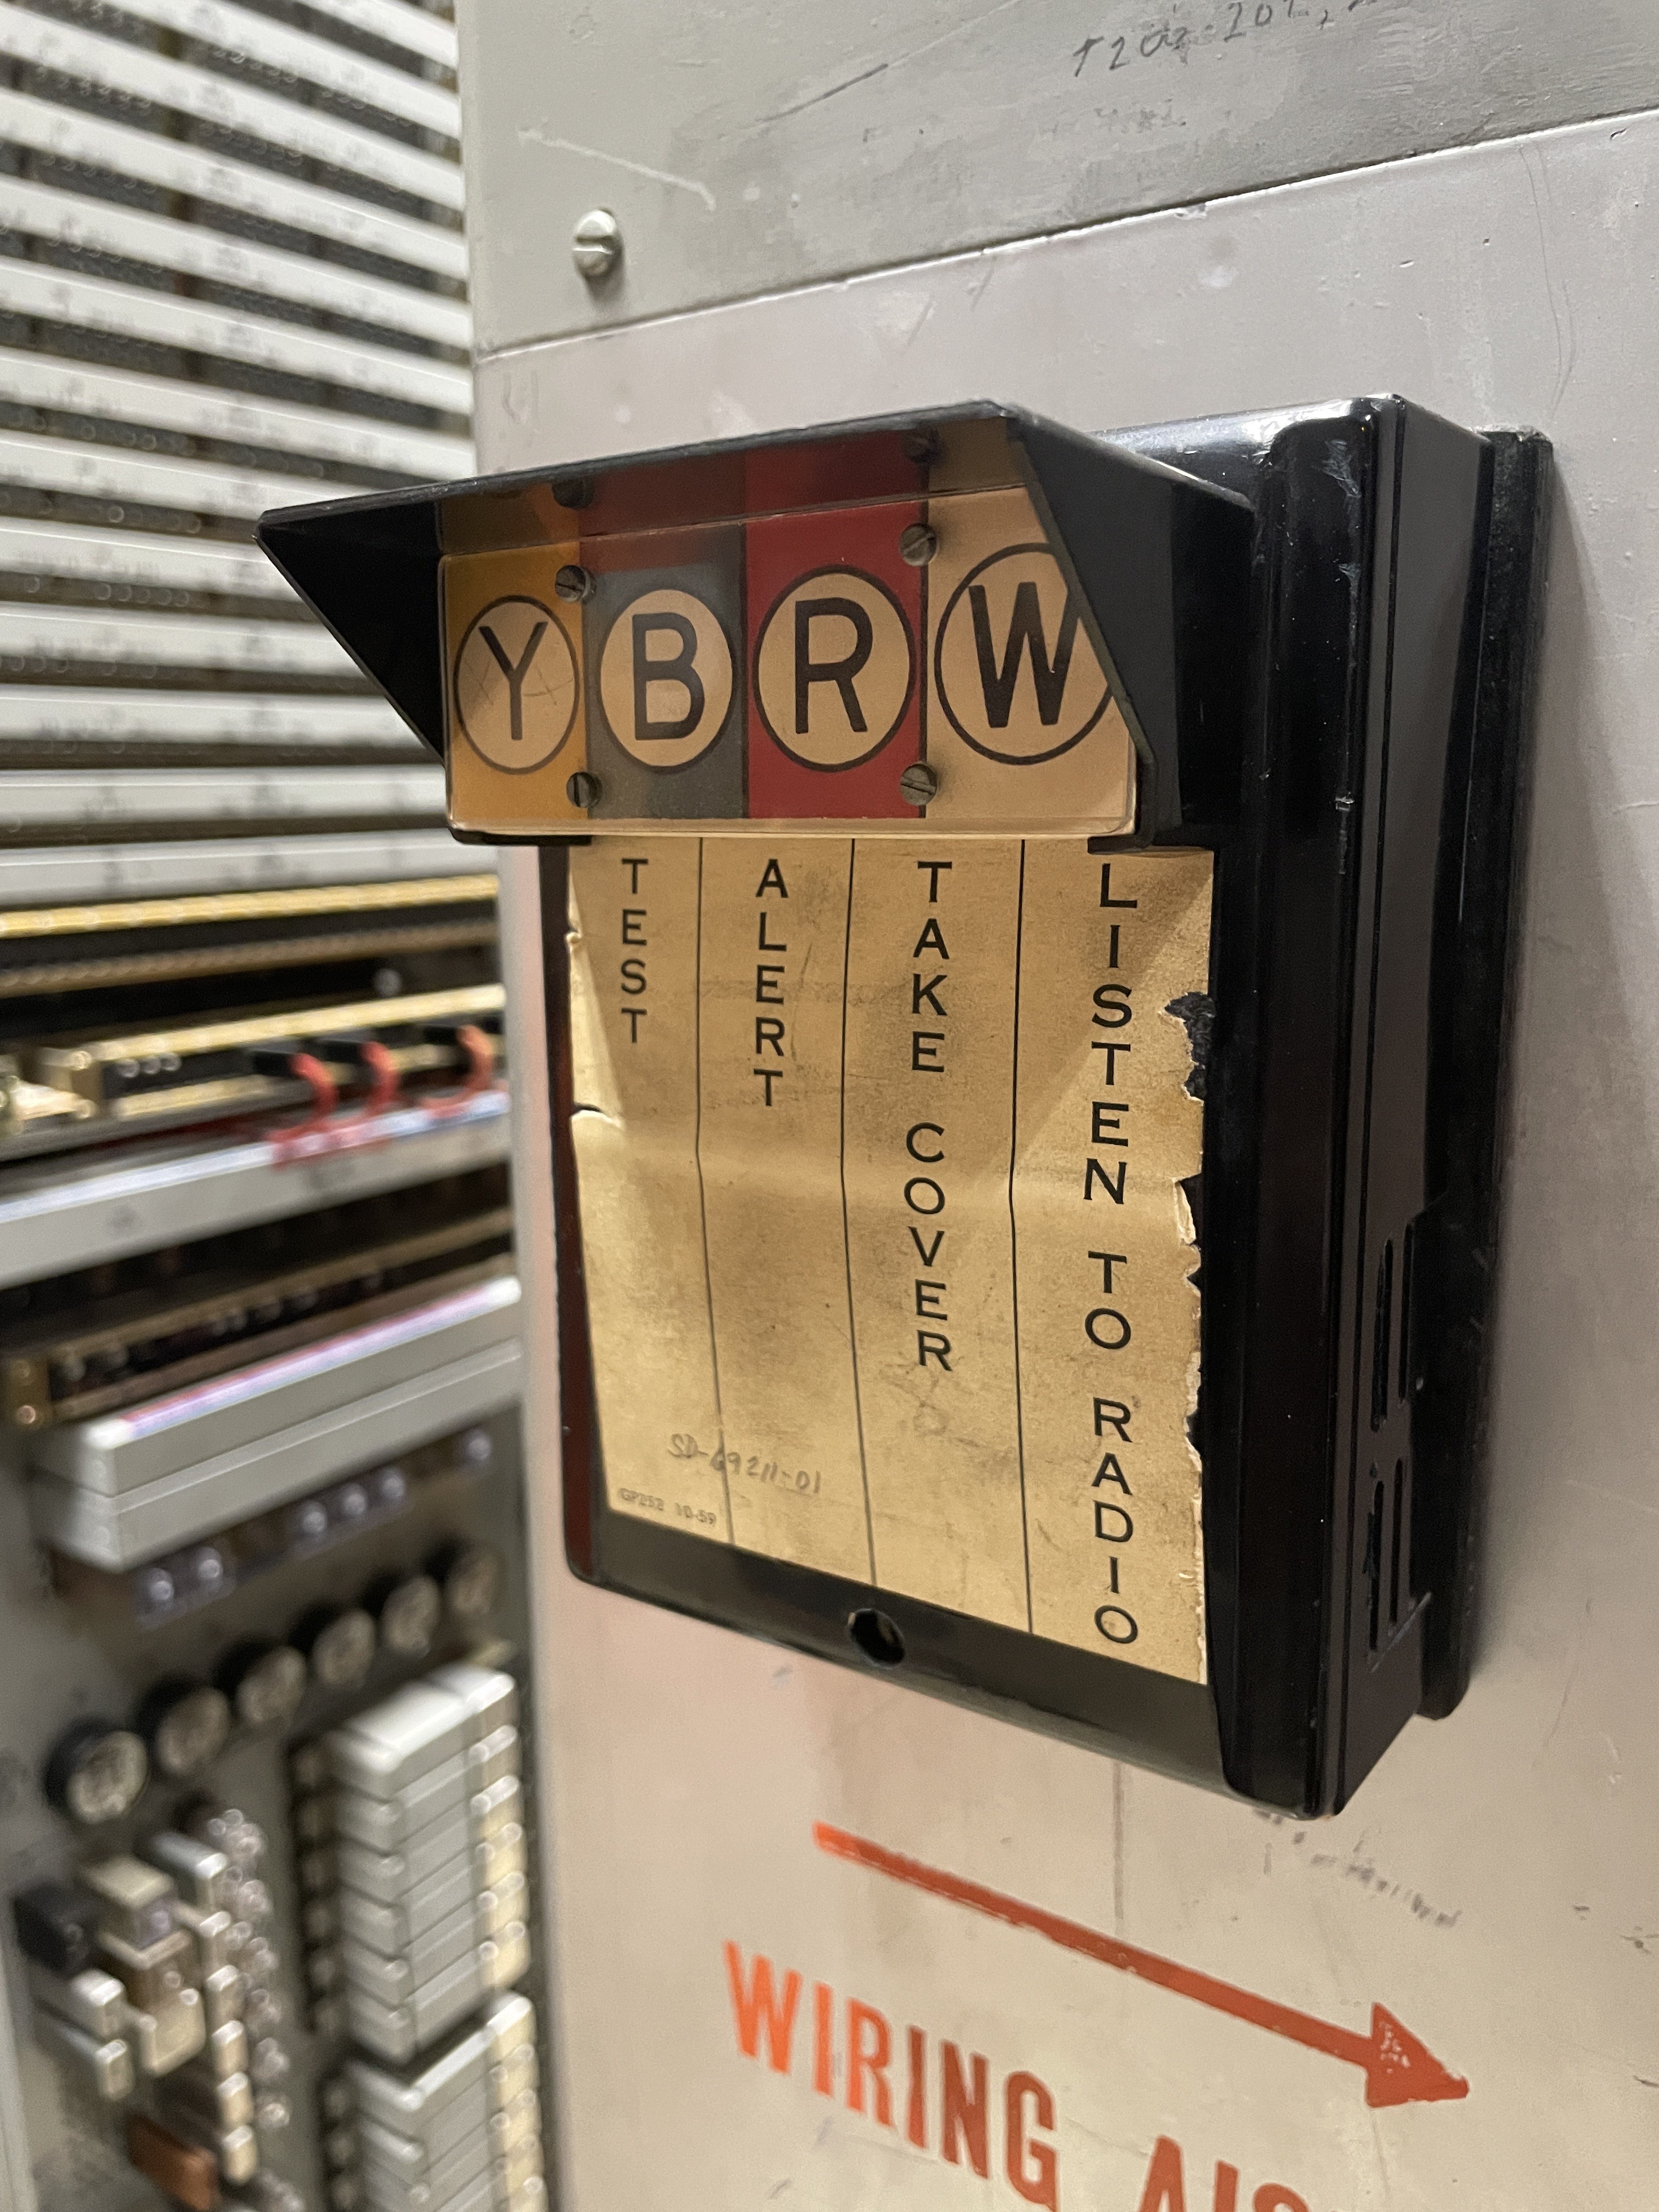 Y B R W
TEST
ALERT
TAKE COVER
LISTEN TO RADIO
SD-69211-01
GP252 10-59
WIRING